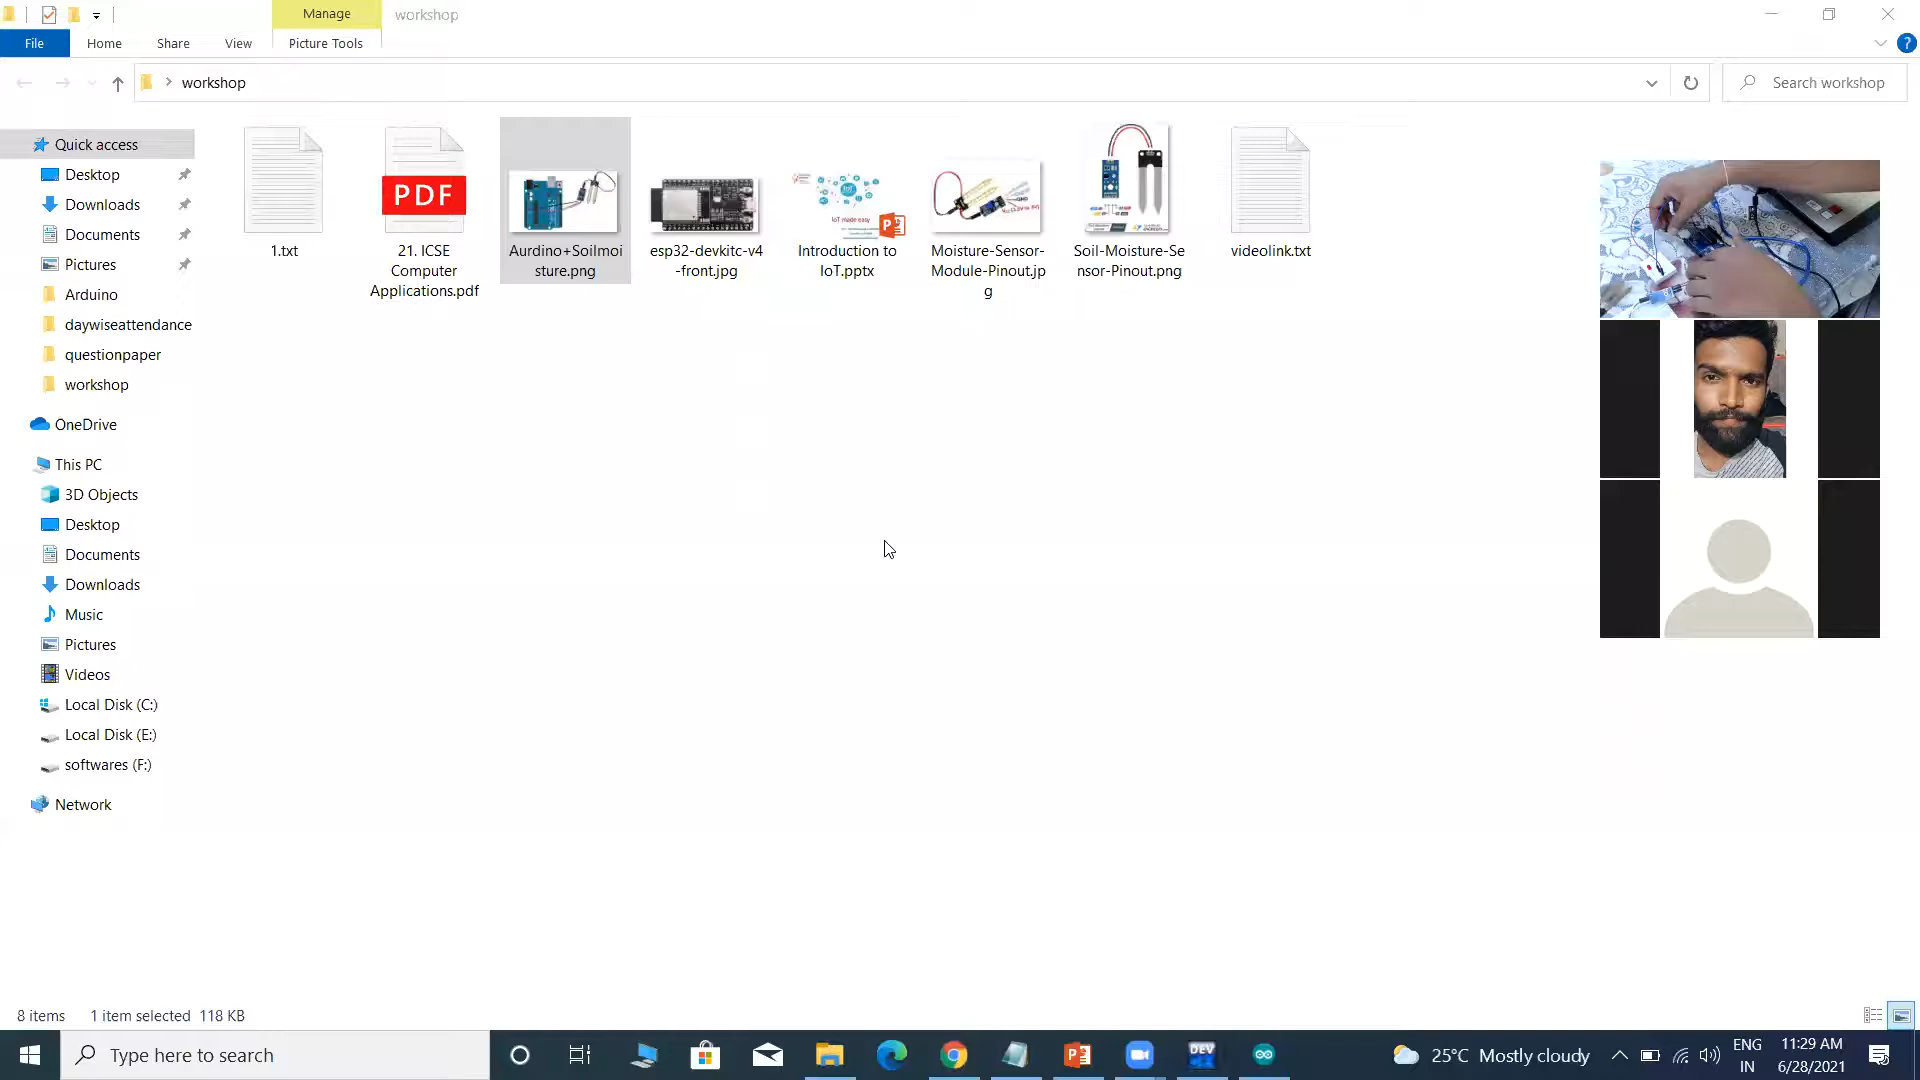 Manage
workshop
File
Home
Share
View
Picture Tools
workshop
Search workshop
Quick access
Desktop
Downloads
Documents
Pictures
Arduino
daywiseattendance
questionpaper
workshop
OneDrive
This PC
3D Objects
Desktop
Documents
Downloads
Music
Pictures
Videos
Local Disk (C:)
Local Disk (E:)
softwares (F:)
Network
1.txt
PDF
21. ICSE
Computer
Applications.pdf
Aurdino+Soilmoi
sture.png
esp32-devkitc-v4
-front.jpg
IoT made easy
Introduction to
IoT.pptx
Moisture-Sensor-
Module-Pinout.jp
g
Soil-Moisture-Se
nsor-Pinout.png
videolink.txt
8 items
1 item selected 118 KB
Type here to search
DEV
25°C Mostly cloudy
ENG
IN
11:29 AM
6/28/2021